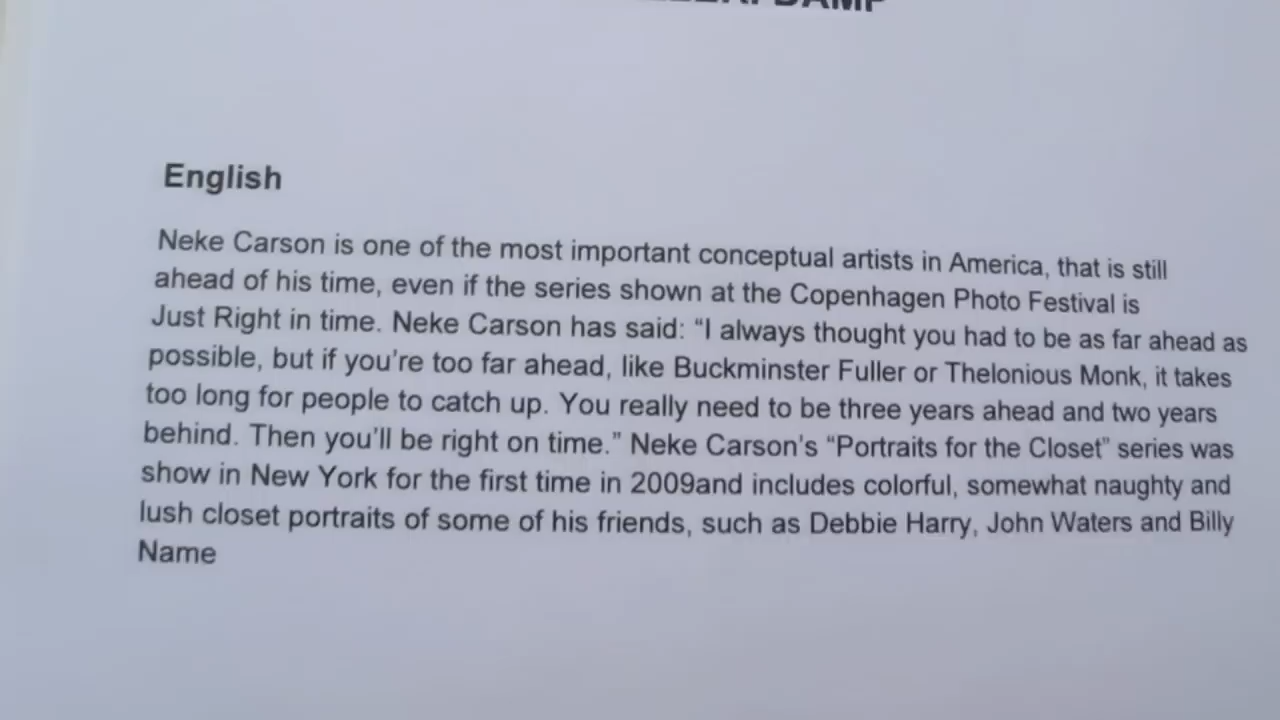 DAMP
English
Neke Carson is one of the most important conceptual artists in America, that is still
ahead of his time, even if the series shown at the Copenhagen Photo Festival is
Just Right in time. Neke Carson has said: “I always thought you had to be as far ahead as
possible, but if you’re too far ahead, like Buckminster Fuller or Thelonious Monk, it takes
too long for people to catch up. You really need to be three years ahead and two years
behind. Then you’ll be right on time.” Neke Carson’s “Portraits for the Closet” series was
show in New York for the first time in 2009and includes colorful, somewhat naughty and
lush closet portraits of some of his friends, such as Debbie Harry, John Waters and Billy
Name